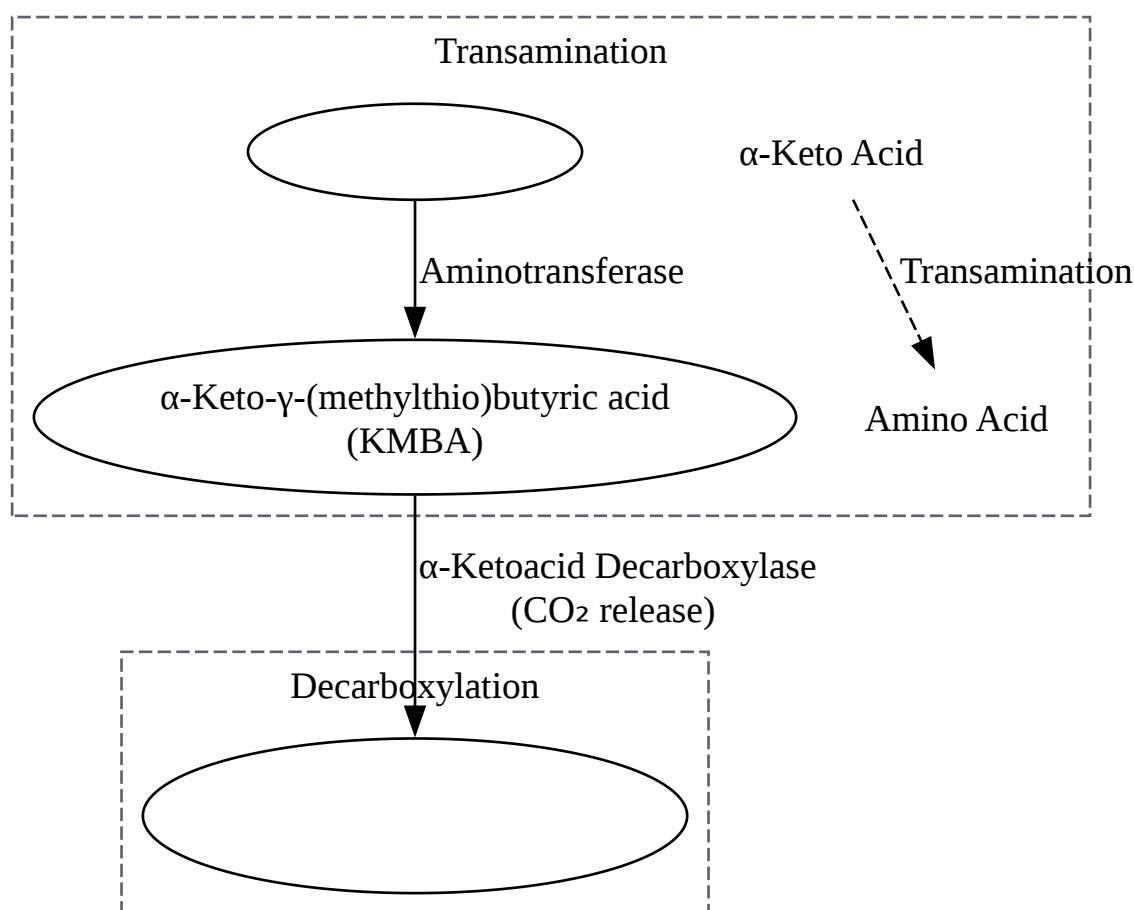 Transamination
α-Keto Acid
Aminotransferase
Transamination
α-Keto-γ-(methylthio)butyric acid
(KMBA)
Amino Acid
α-Ketoacid Decarboxylase
(CO₂ release)
Decarboxylation